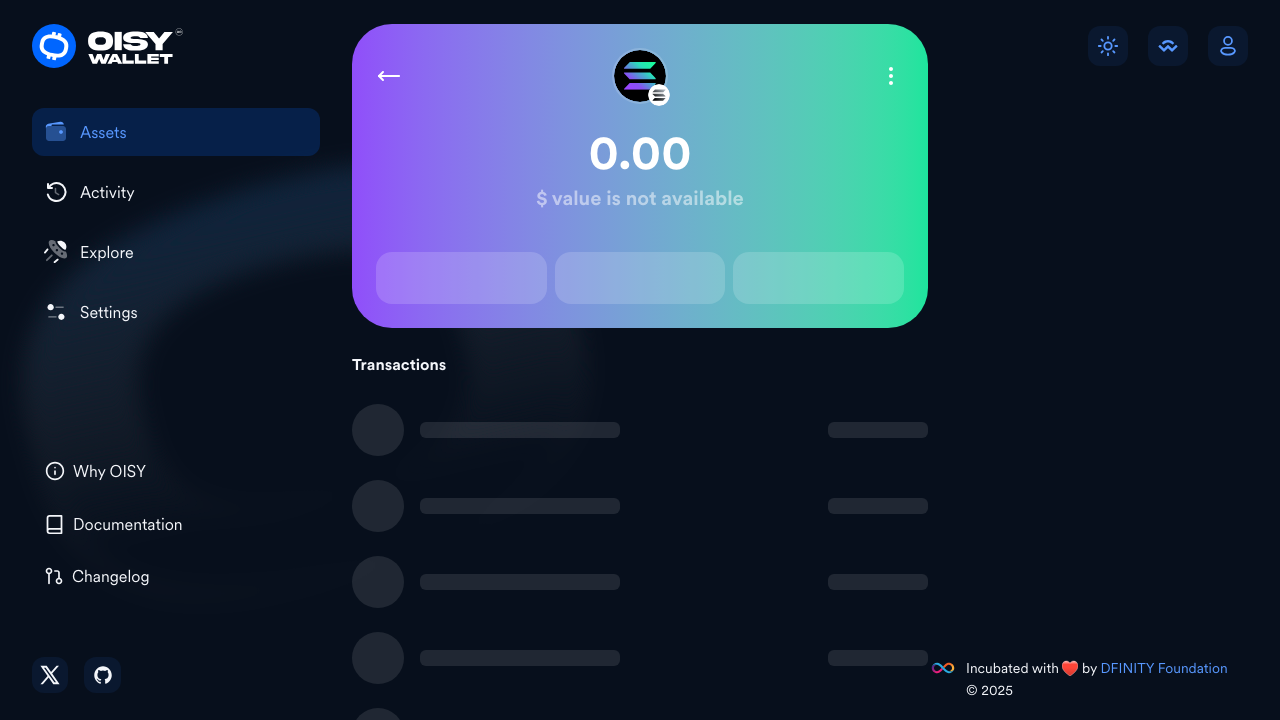 OISY
WALLET
Assets
Activity
Explore
Settings
Why OISY
Documentation
Changelog
0.00
$ value is not available
Transactions
Incubated with ❤️ by DFINITY Foundation
© 2025